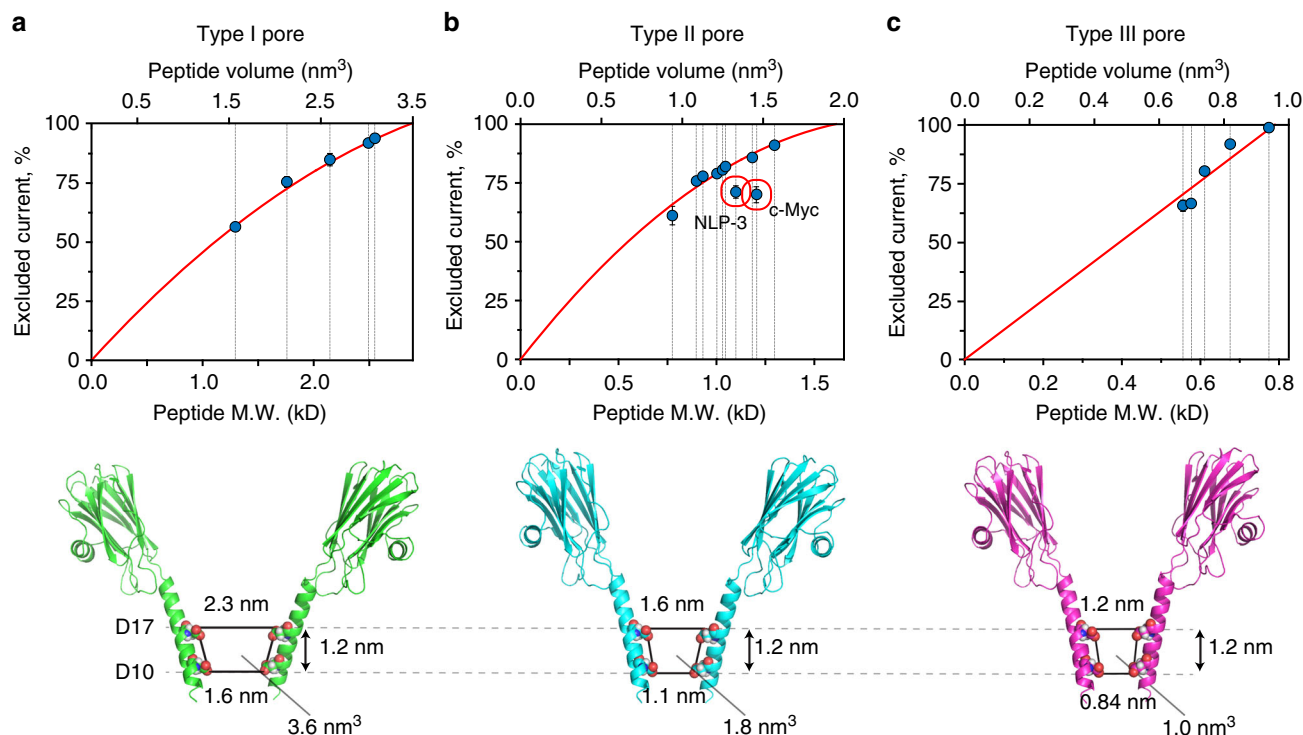 a
Type I pore
Peptide volume (nm³)
0.5 1.5 2.5 3.5
100
75
50
25
0
Excluded current, %
0.0 1.0 2.0
Peptide M.W. (kD)
b
Type II pore
Peptide volume (nm³)
0.0 0.5 1.0 1.5 2.0
100
75
50
25
0
Excluded current, %
NLP-3
c-Myc
0.0 0.5 1.0 1.5
Peptide M.W. (kD)
c
Type III pore
Peptide volume (nm³)
0.0 0.2 0.4 0.6 0.8 1.0
100
75
50
25
0
Excluded current, %
0.0 0.2 0.4 0.6 0.8
Peptide M.W. (kD)
D17
D10
2.3 nm
1.2 nm
1.6 nm
3.6 nm³
1.6 nm
1.2 nm
1.1 nm
1.8 nm³
1.2 nm
1.2 nm
0.84 nm
1.0 nm³